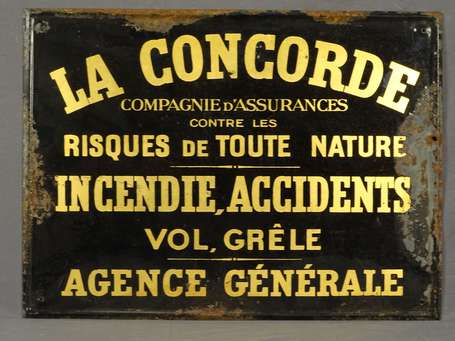 LA CONCORDE
COMPAGNIE D'ASSURANCES
CONTRE LES
RISQUES DE TOUTE NATURE
INCENDIE, ACCIDENTS
VOL, GRÊLE
AGENCE GÉNÉRALE